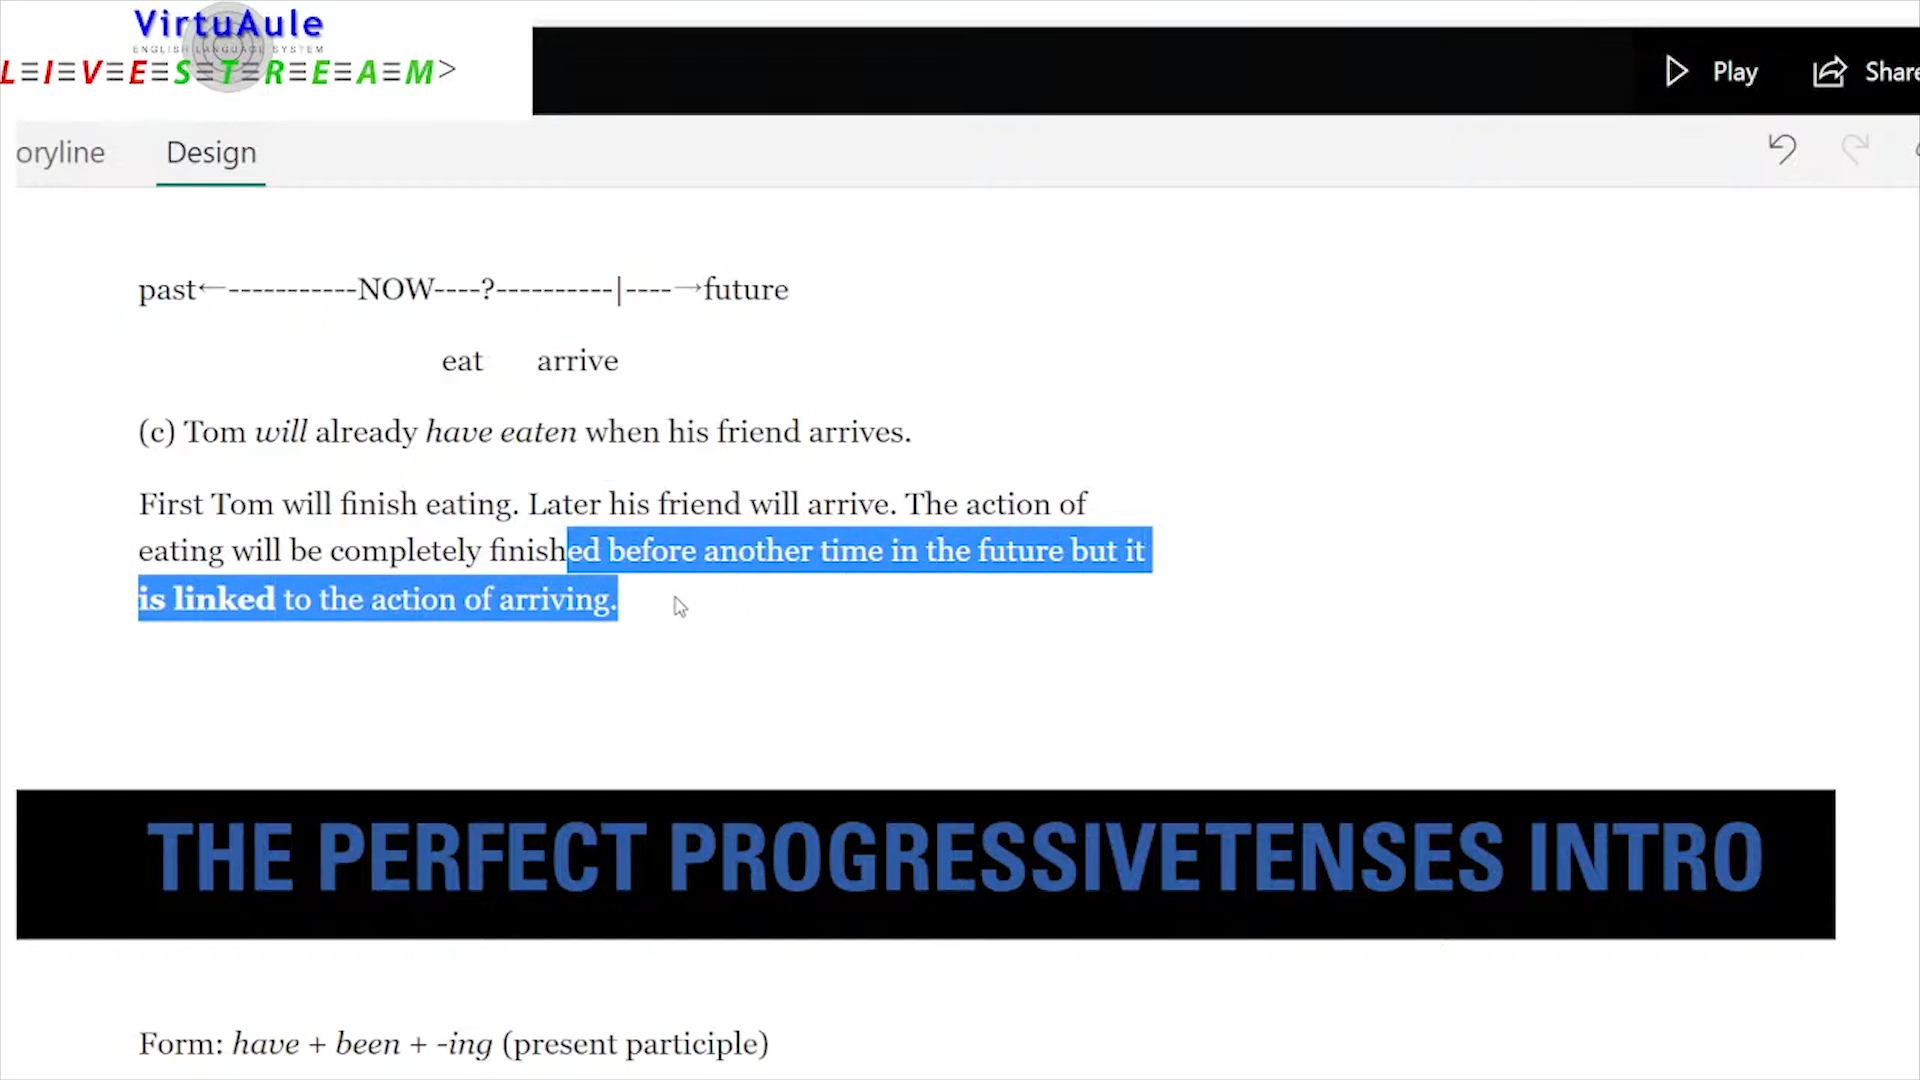 VirtuAule
ENGLISH LANGUAGE SYSTEM
L≡I≡V≡E≡S≡T≡R≡E≡A≡M>
Play Share
oryline Design
past←-----------NOW----?----------|----→future
eat arrive
(c) Tom will already have eaten when his friend arrives.
First Tom will finish eating. Later his friend will arrive. The action of
eating will be completely finished before another time in the future but it
is linked to the action of arriving.
THE PERFECT PROGRESSIVETENSES INTRO
Form: have + been + -ing (present participle)